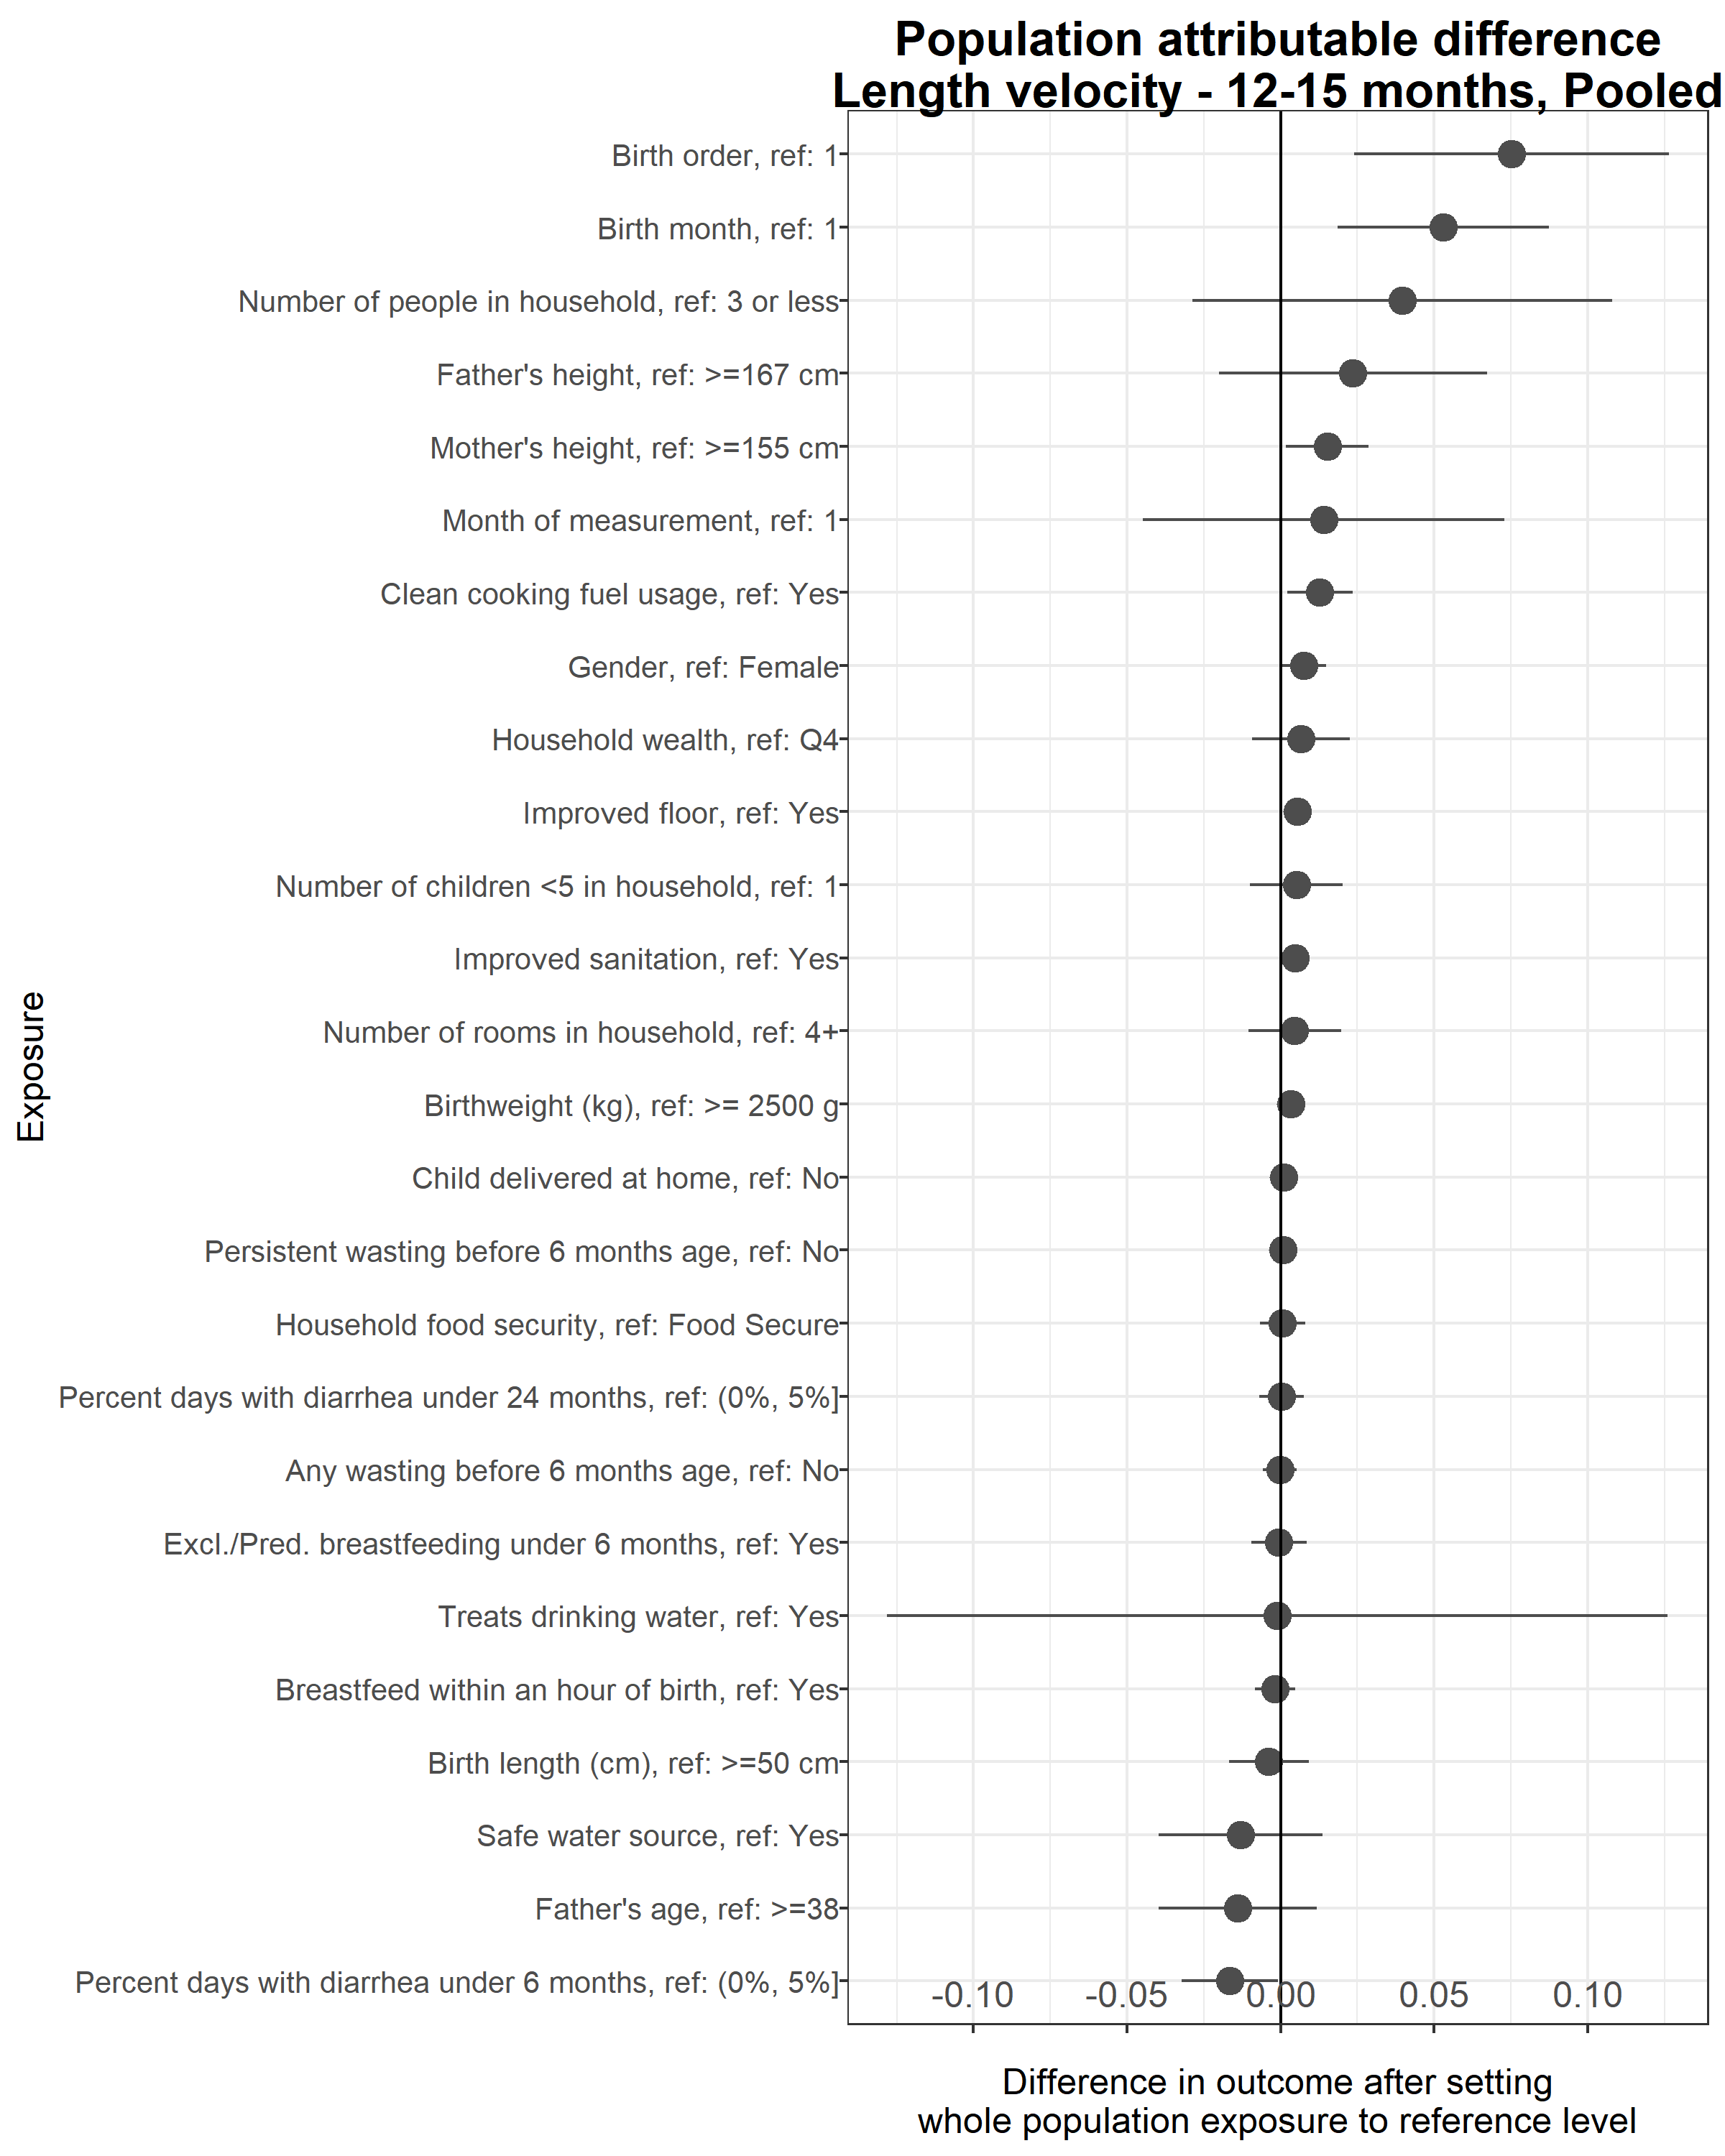 Population attributable difference
Length velocity - 12-15 months, Pooled
Birth order, ref: 1
Birth month, ref: 1
Number of people in household, ref: 3 or less
Father's height, ref: >=167 cm
Mother's height, ref: >=155 cm
Month of measurement, ref: 1
Clean cooking fuel usage, ref: Yes
Gender, ref: Female
Household wealth, ref: Q4
Improved floor, ref: Yes
Number of children <5 in household, ref: 1
Improved sanitation, ref: Yes
Number of rooms in household, ref: 4+
Birthweight (kg), ref: >= 2500 g
Child delivered at home, ref: No
Persistent wasting before 6 months age, ref: No
Household food security, ref: Food Secure
Percent days with diarrhea under 24 months, ref: (0%, 5%]
Any wasting before 6 months age, ref: No
Excl./Pred. breastfeeding under 6 months, ref: Yes
Treats drinking water, ref: Yes
Breastfeed within an hour of birth, ref: Yes
Birth length (cm), ref: >=50 cm
Safe water source, ref: Yes
Father's age, ref: >=38
Percent days with diarrhea under 6 months, ref: (0%, 5%]
Exposure
-0.10 -0.05 0.00 0.05 0.10
Difference in outcome after setting
whole population exposure to reference level